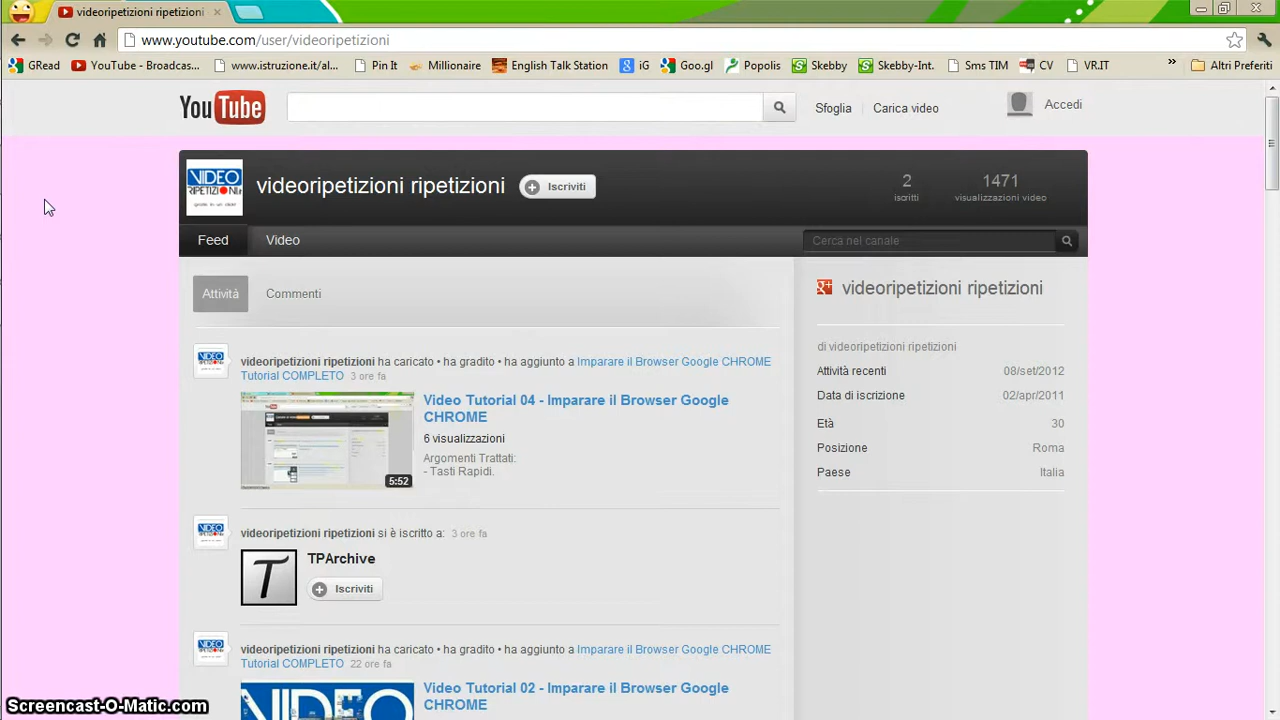 videoripetizioni ripetizioni
www.youtube.com/user/videoripetizioni
GRead
YouTube - Broadcas...
www.istruzione.it/al...
Pin It
Millionaire
English Talk Station
iG
Goo.gl
Popolis
Skebby
Skebby-Int.
Sms TIM
CV
VR.IT
Altri Preferiti
YouTube
Sfoglia
Carica video
Accedi
VIDEO
videoripetizioni ripetizioni
Iscriviti
2
iscritti
1471
visualizzazioni video
Feed
Video
Cerca nel canale
Attività
Commenti
videoripetizioni ripetizioni
di videoripetizioni ripetizioni
Attività recenti 08/set/2012
Data di iscrizione 02/apr/2011
Età 30
Posizione Roma
Paese Italia
videoripetizioni ripetizioni ha caricato • ha gradito • ha aggiunto a Imparare il Browser Google CHROME
Tutorial COMPLETO 3 ore fa
Video Tutorial 04 - Imparare il Browser Google
CHROME
6 visualizzazioni
Argomenti Trattati:
- Tasti Rapidi.
5:52
videoripetizioni ripetizioni si è iscritto a: 3 ore fa
T
TPArchive
Iscriviti
videoripetizioni ripetizioni ha caricato • ha gradito • ha aggiunto a Imparare il Browser Google CHROME
Tutorial COMPLETO 22 ore fa
Video Tutorial 02 - Imparare il Browser Google
CHROME
VIDEO
Screencast-O-Matic.com